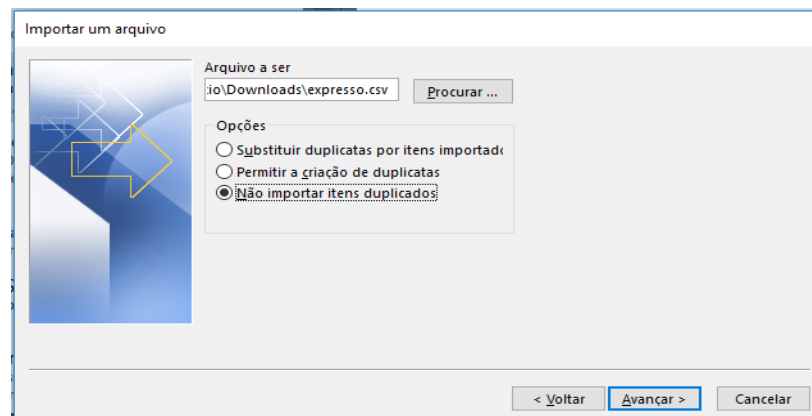 Importar um arquivo
Arquivo a ser
:io\Downloads\expresso.csv
Procurar ...
Opções
Substituir duplicatas por itens importado
Permitir a criação de duplicatas
Não importar itens duplicados
< Voltar
Avançar >
Cancelar